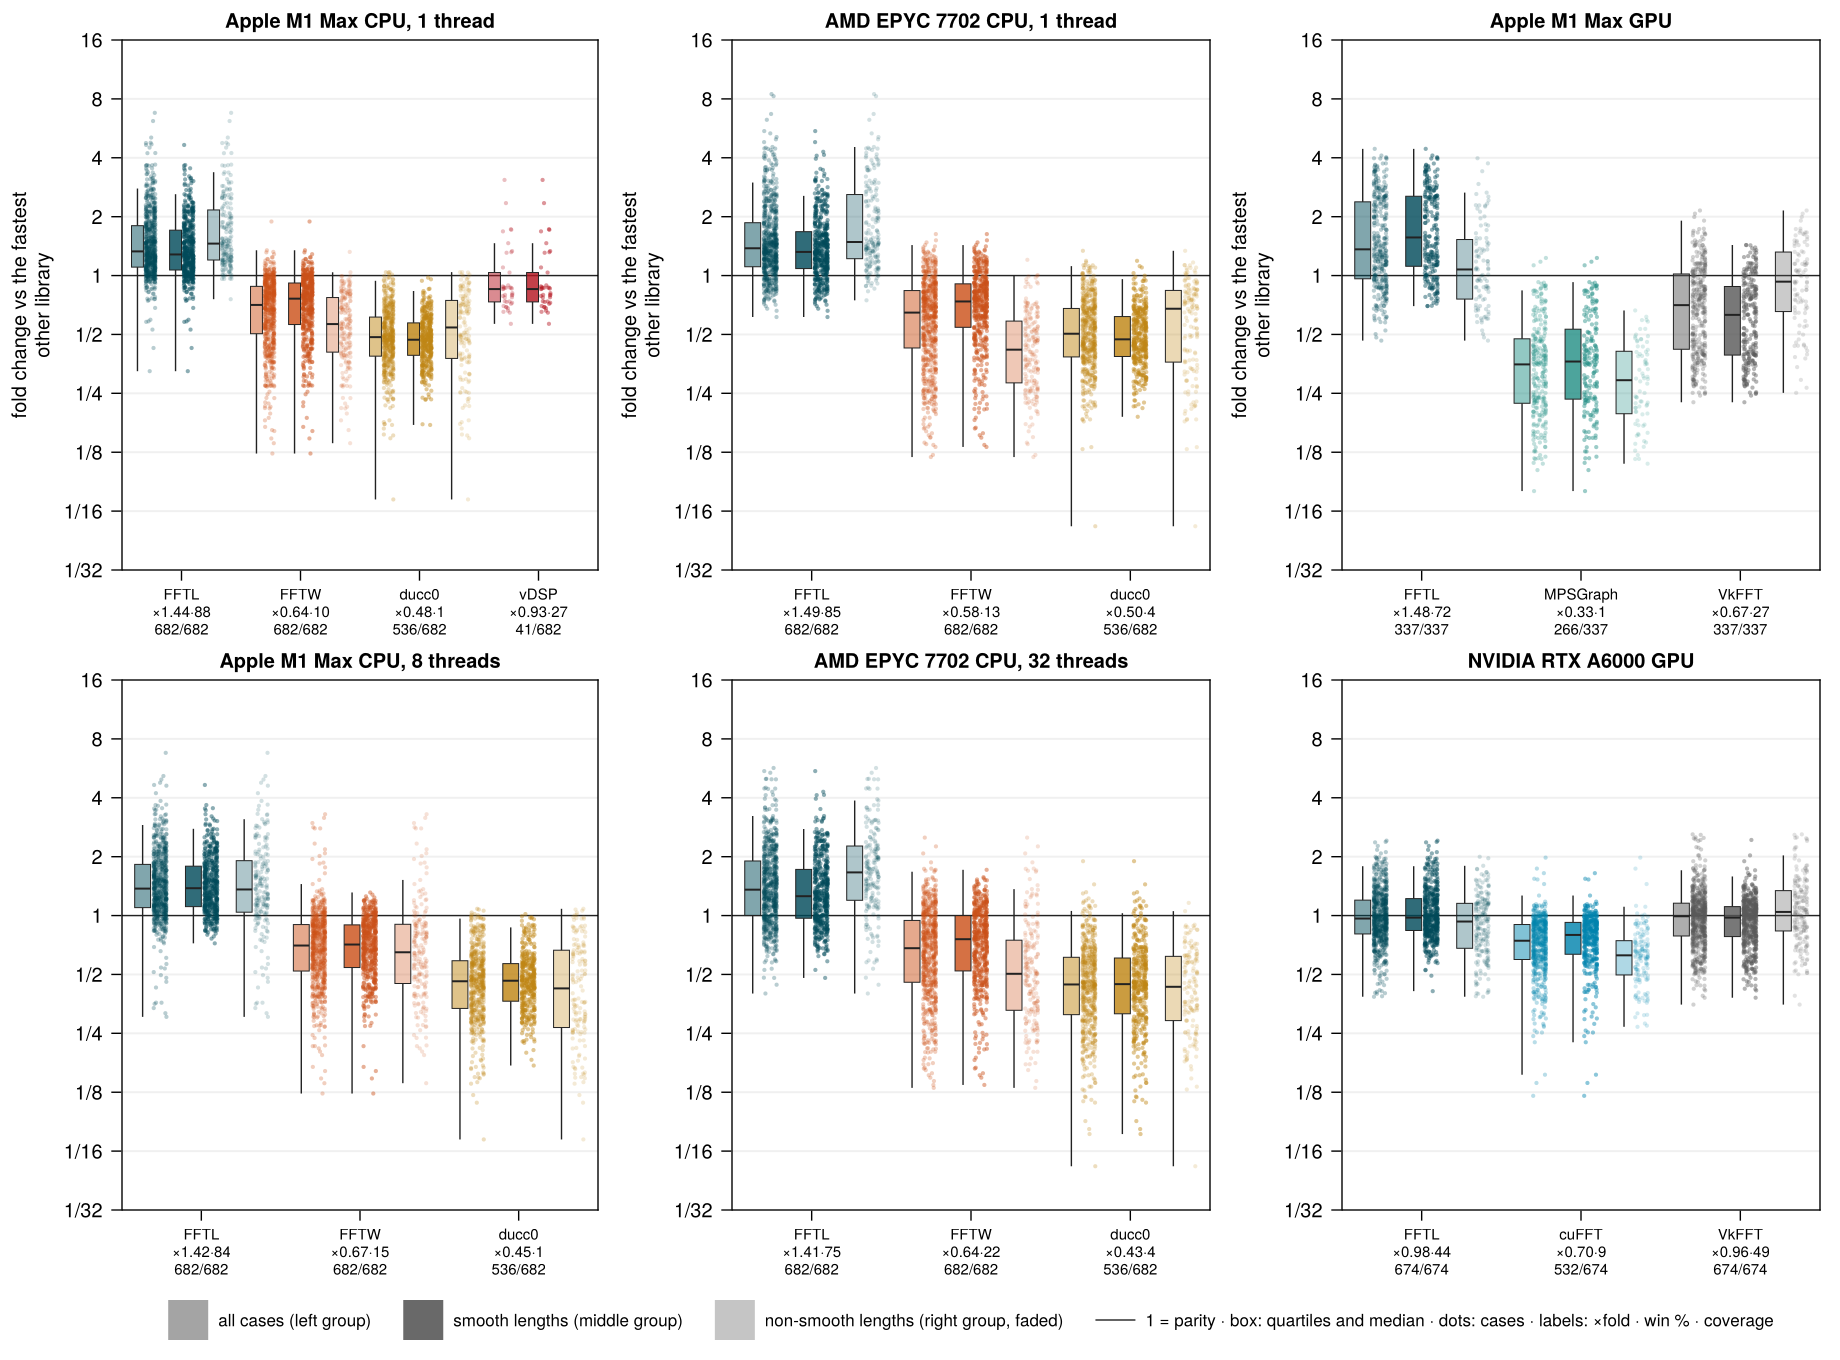 Apple M1 Max CPU, 1 thread
fold change vs the fastest
other library
16
8
4
2
1
1/2
1/4
1/8
1/16
1/32
FFTL
×1.44·88
682/682
FFTW
×0.64·10
682/682
ducc0
×0.48·1
536/682
vDSP
×0.93·27
41/682
AMD EPYC 7702 CPU, 1 thread
fold change vs the fastest
other library
16
8
4
2
1
1/2
1/4
1/8
1/16
1/32
FFTL
×1.49·85
682/682
FFTW
×0.58·13
682/682
ducc0
×0.50·4
536/682
Apple M1 Max GPU
fold change vs the fastest
other library
16
8
4
2
1
1/2
1/4
1/8
1/16
1/32
FFTL
×1.48·72
337/337
MPSGraph
×0.33·1
266/337
VkFFT
×0.67·27
337/337
Apple M1 Max CPU, 8 threads
16
8
4
2
1
1/2
1/4
1/8
1/16
1/32
FFTL
×1.42·84
682/682
FFTW
×0.67·15
682/682
ducc0
×0.45·1
536/682
AMD EPYC 7702 CPU, 32 threads
16
8
4
2
1
1/2
1/4
1/8
1/16
1/32
FFTL
×1.41·75
682/682
FFTW
×0.64·22
682/682
ducc0
×0.43·4
536/682
NVIDIA RTX A6000 GPU
16
8
4
2
1
1/2
1/4
1/8
1/16
1/32
FFTL
×0.98·44
674/674
cuFFT
×0.70·9
532/674
VkFFT
×0.96·49
674/674
all cases (left group)
smooth lengths (middle group)
non-smooth lengths (right group, faded)
1 = parity · box: quartiles and median · dots: cases · labels: ×fold · win % · coverage